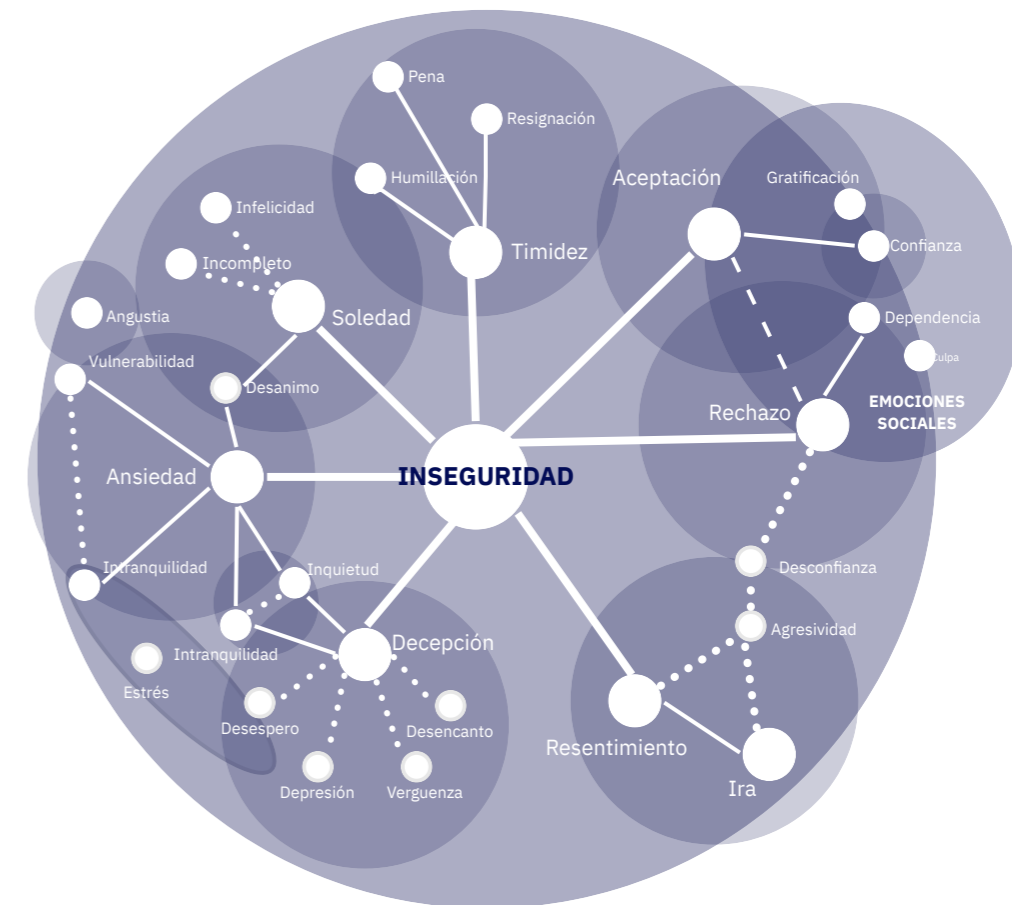 Pena
Resignación
Humillación
Aceptación
Gratificación
Infelicidad
Timidez
Confianza
Incompleto
Angustia
Soledad
Dependencia
Vulnerabilidad
Culpa
Desanimo
EMOCIONES
SOCIALES
Rechazo
Ansiedad
INSEGURIDAD
Intranquilidad
Inquietud
Desconfianza
Agresividad
Decepción
Intranquilidad
Estrés
Desespero
Desencanto
Resentimiento
Depresión
Verguenza
Ira